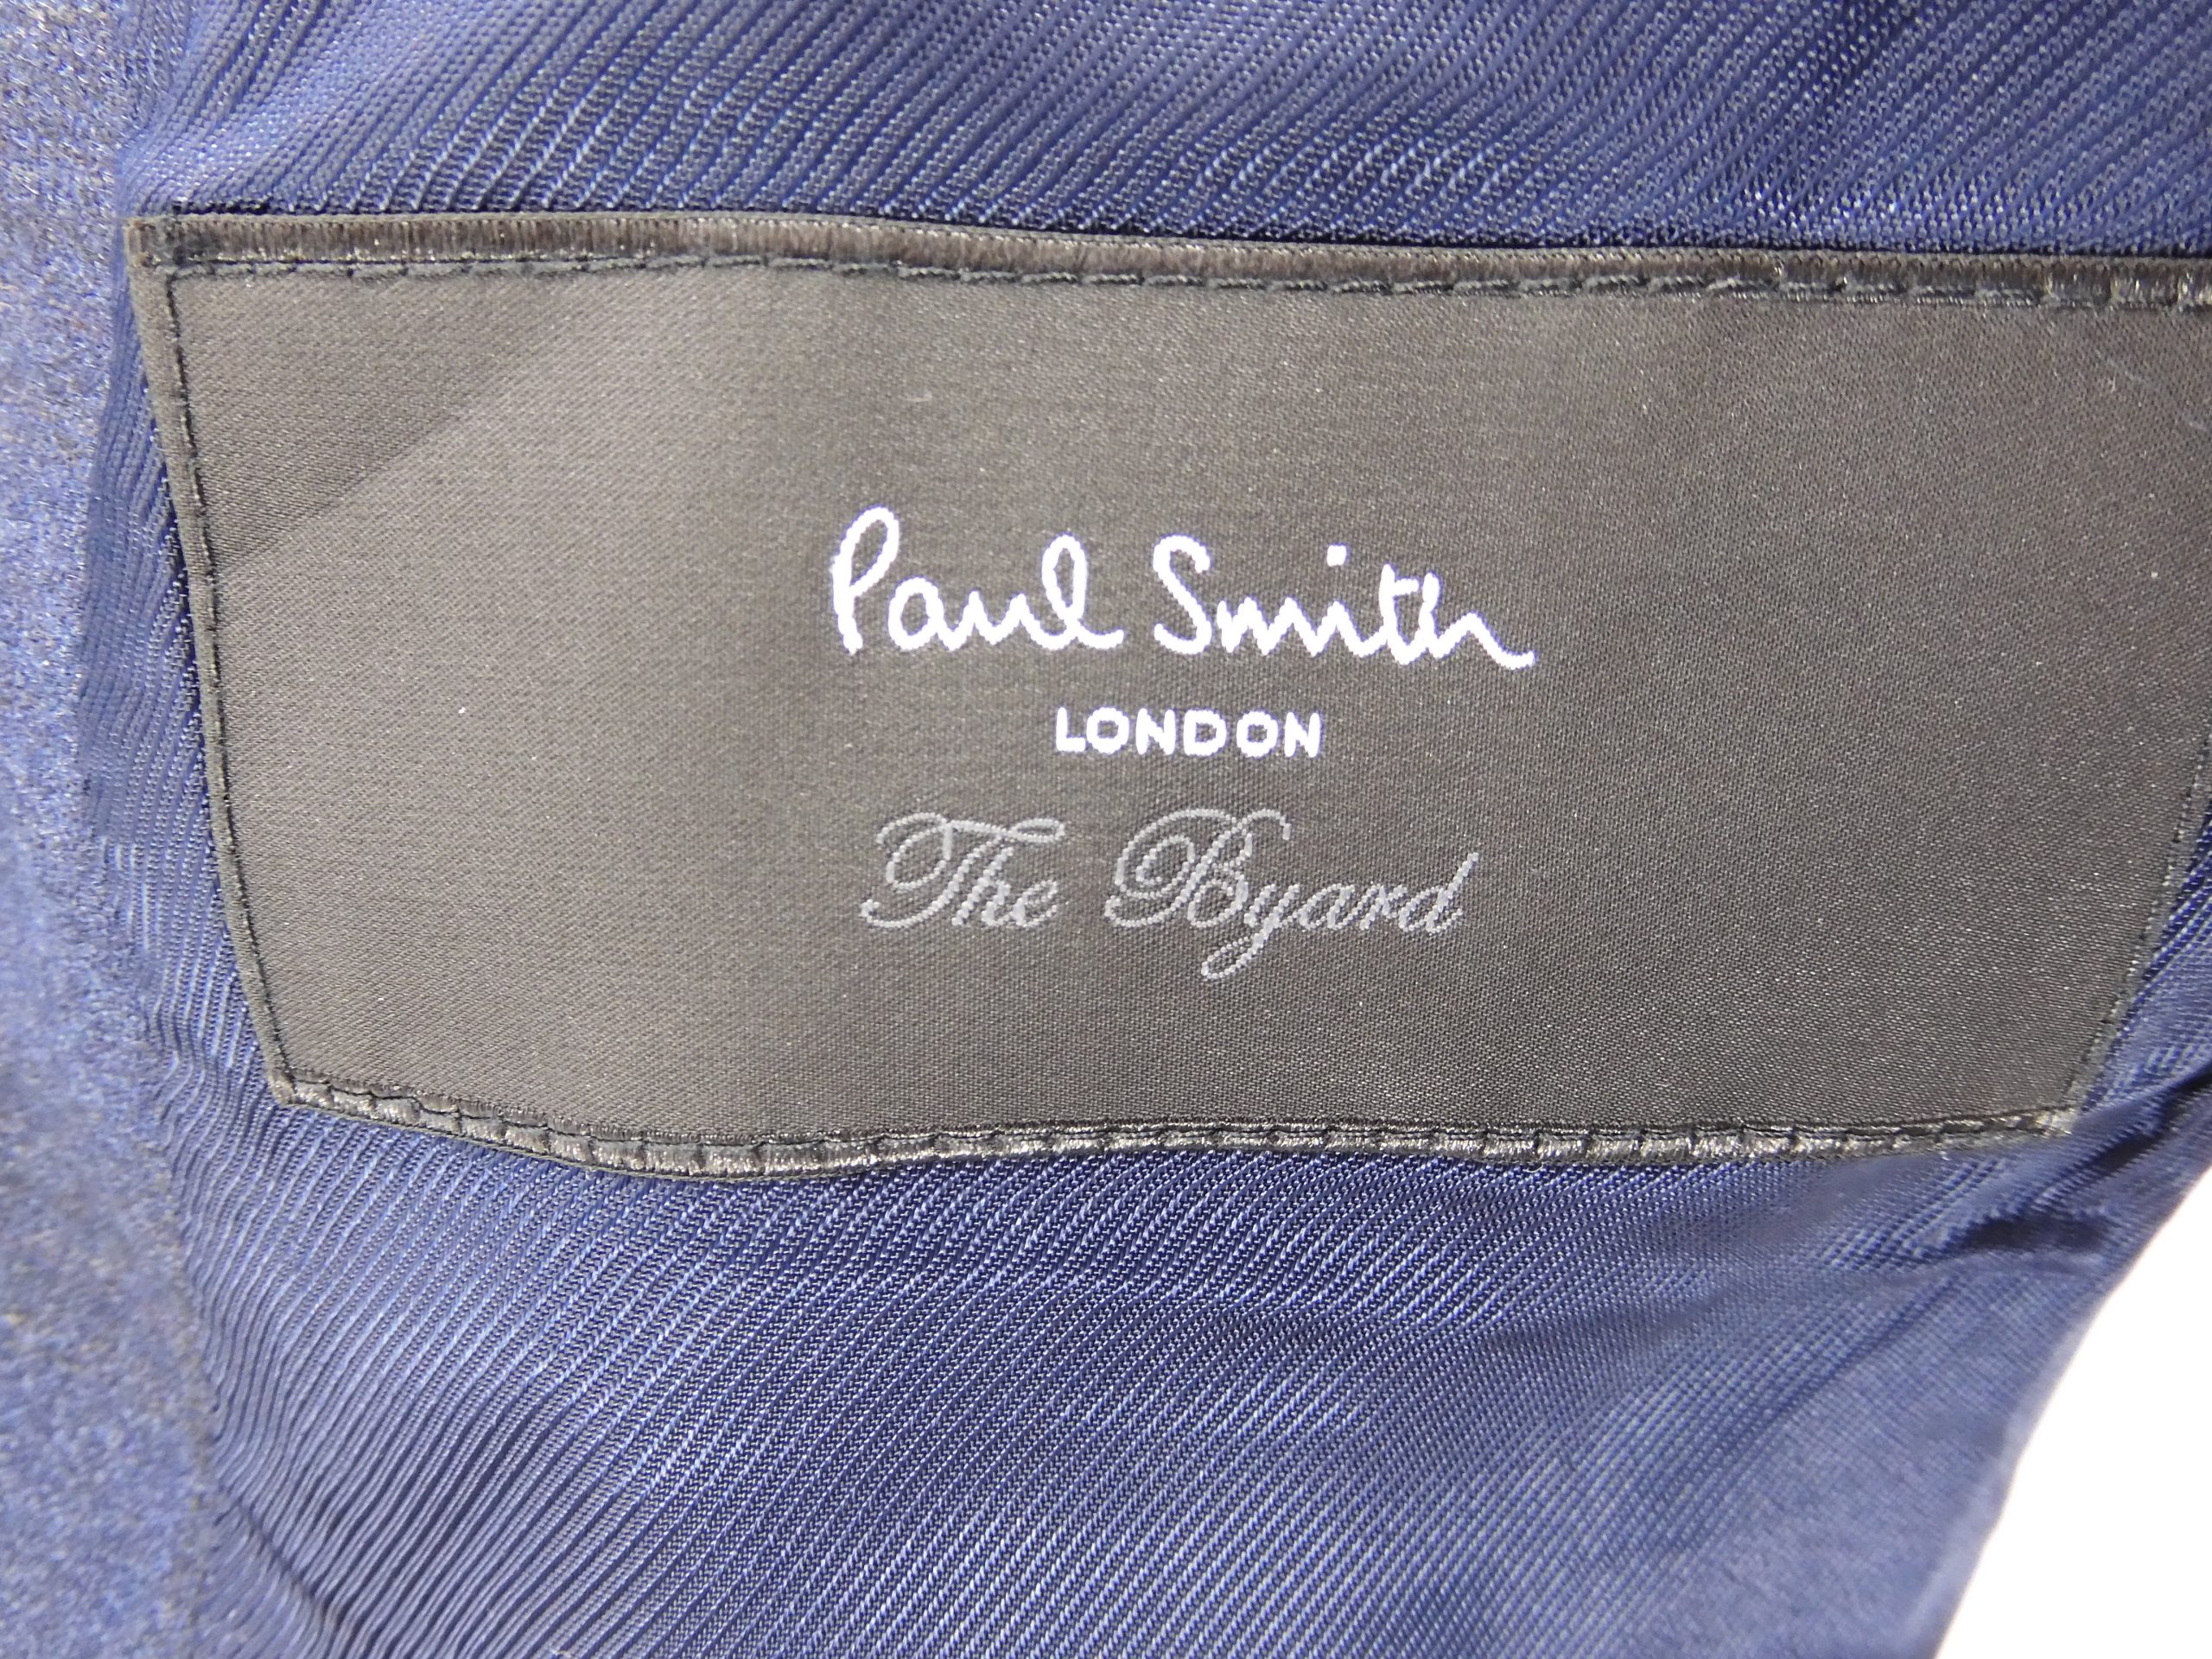 Paul Smith
LONDON
The Byard